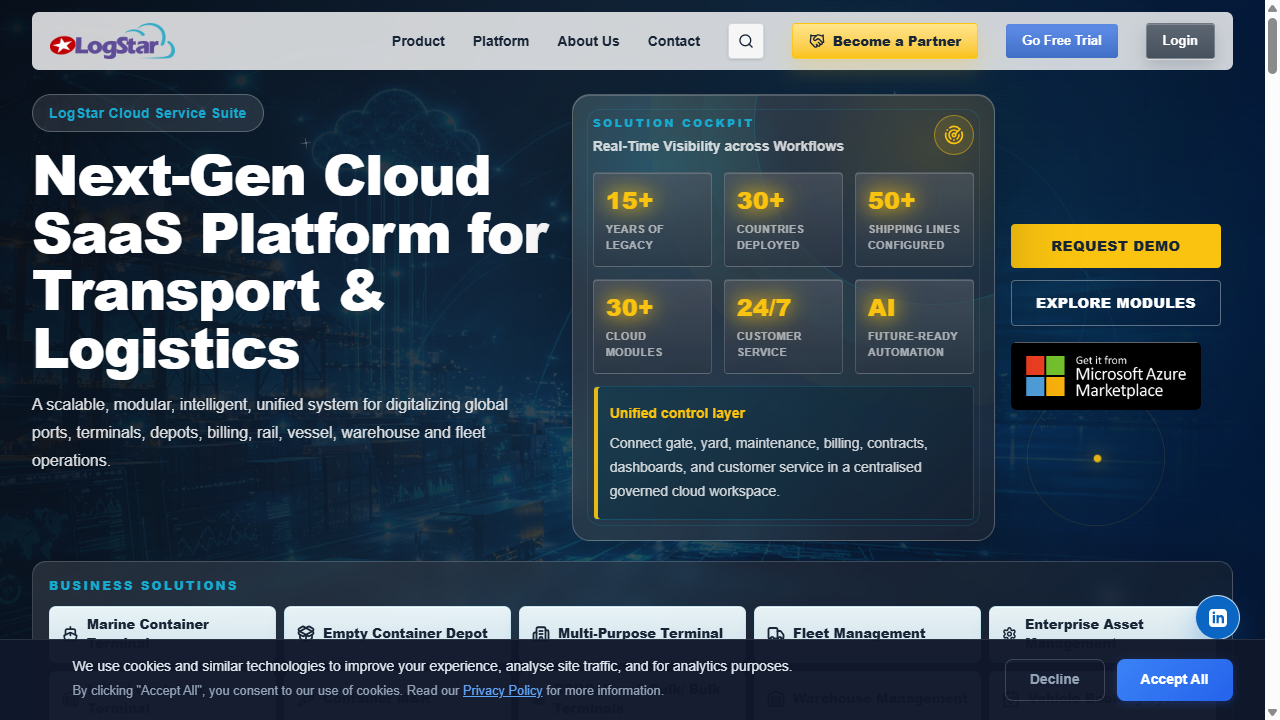 LogStar
Product
Platform
About Us
Contact
Become a Partner
Go Free Trial
Login
LogStar Cloud Service Suite
Next-Gen Cloud
SaaS Platform for
Transport &
Logistics
A scalable, modular, intelligent, unified system for digitalizing global
ports, terminals, depots, billing, rail, vessel, warehouse and fleet
operations.
SOLUTION COCKPIT
Real-Time Visibility across Workflows
15+
YEARS OF
LEGACY
30+
COUNTRIES
DEPLOYED
50+
SHIPPING LINES
CONFIGURED
30+
CLOUD
MODULES
24/7
CUSTOMER
SERVICE
AI
FUTURE-READY
AUTOMATION
Unified control layer
Connect gate, yard, maintenance, billing, contracts,
dashboards, and customer service in a centralised
governed cloud workspace.
REQUEST DEMO
EXPLORE MODULES
Get it from
Microsoft Azure
Marketplace
BUSINESS SOLUTIONS
Marine Container
Terminal
Empty Container Depot
Multi-Purpose Terminal
Fleet Management
Enterprise Asset
Management
We use cookies and similar technologies to improve your experience, analyse site traffic, and for analytics purposes.
By clicking "Accept All", you consent to our use of cookies. Read our Privacy Policy for more information.
Decline
Accept All
Terminal
Terminals
Warehouse Management